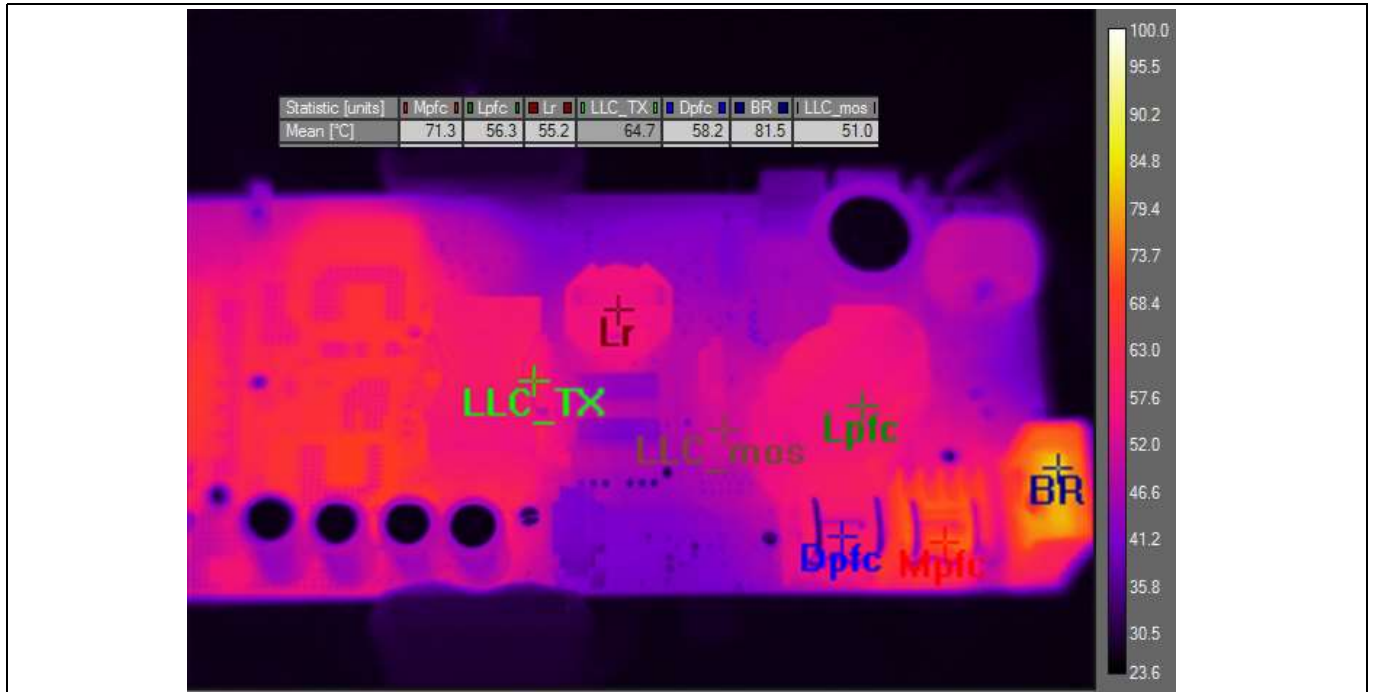 Statistic [units] Mpfc Lpfc Lr LLC_TX Dpfc BR LLC_mos
Mean [°C] 71.3 56.3 55.2 64.7 58.2 81.5 51.0
100.0
95.5
90.2
84.8
79.4
73.7
68.4
63.0
57.6
52.0
46.6
41.2
35.8
30.5
23.6
Lr
LLC_TX
LLC_mos
Lpfc
BR
Dpfc
Mpfc